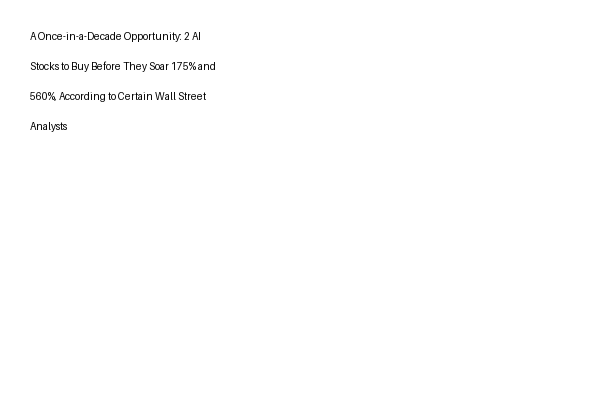 A Once-in-a-Decade Opportunity: 2 AI
Stocks to Buy Before They Soar 175% and
560%, According to Certain Wall Street
Analysts